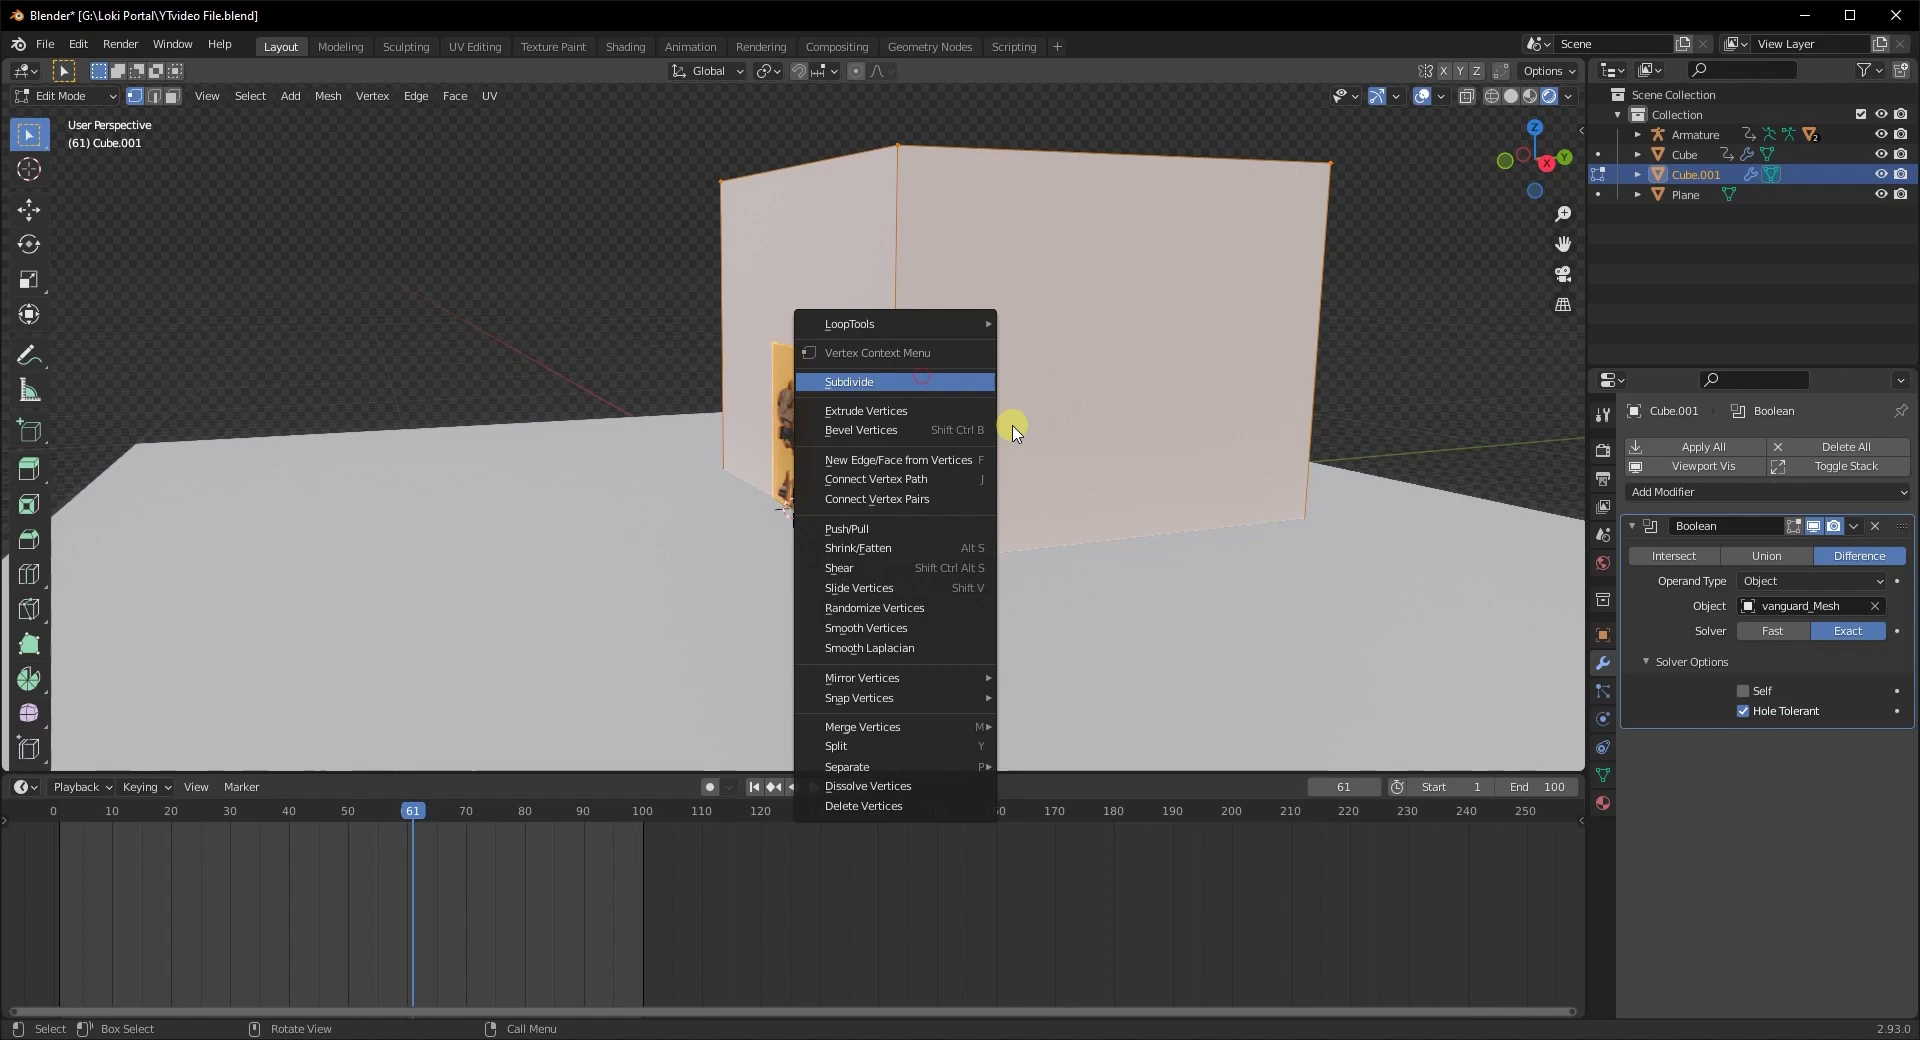 Blender* [G:\Loki Portal\YTvideo File.blend]
File Edit Render Window Help Layout Modeling Sculpting UV Editing Texture Paint Shading Animation Rendering Compositing Geometry Nodes Scripting + Scene View Layer
Global X Y Z Options
Edit Mode View Select Add Mesh Vertex Edge Face UV
User Perspective
(61) Cube.001
Z
Y
X
Scene Collection
Collection
Armature 2
Cube
Cube.001
Plane
LoopTools
Vertex Context Menu
Subdivide
Extrude Vertices
Bevel Vertices Shift Ctrl B
New Edge/Face from Vertices F
Connect Vertex Path J
Connect Vertex Pairs
Push/Pull
Shrink/Fatten Alt S
Shear Shift Ctrl Alt S
Slide Vertices Shift V
Randomize Vertices
Smooth Vertices
Smooth Laplacian
Mirror Vertices
Snap Vertices
Merge Vertices M
Split Y
Separate P
Dissolve Vertices
Delete Vertices
Cube.001 Boolean
Apply All Delete All
Viewport Vis Toggle Stack
Add Modifier
Boolean
Intersect Union Difference
Operand Type Object
Object vanguard_Mesh
Solver Fast Exact
Solver Options
Self
Hole Tolerant
Playback Keying View Marker 61 Start 1 End 100
0 10 20 30 40 50 61 70 80 90 100 110 120 170 180 190 200 210 220 230 240 250
Select Box Select Rotate View Call Menu 2.93.0